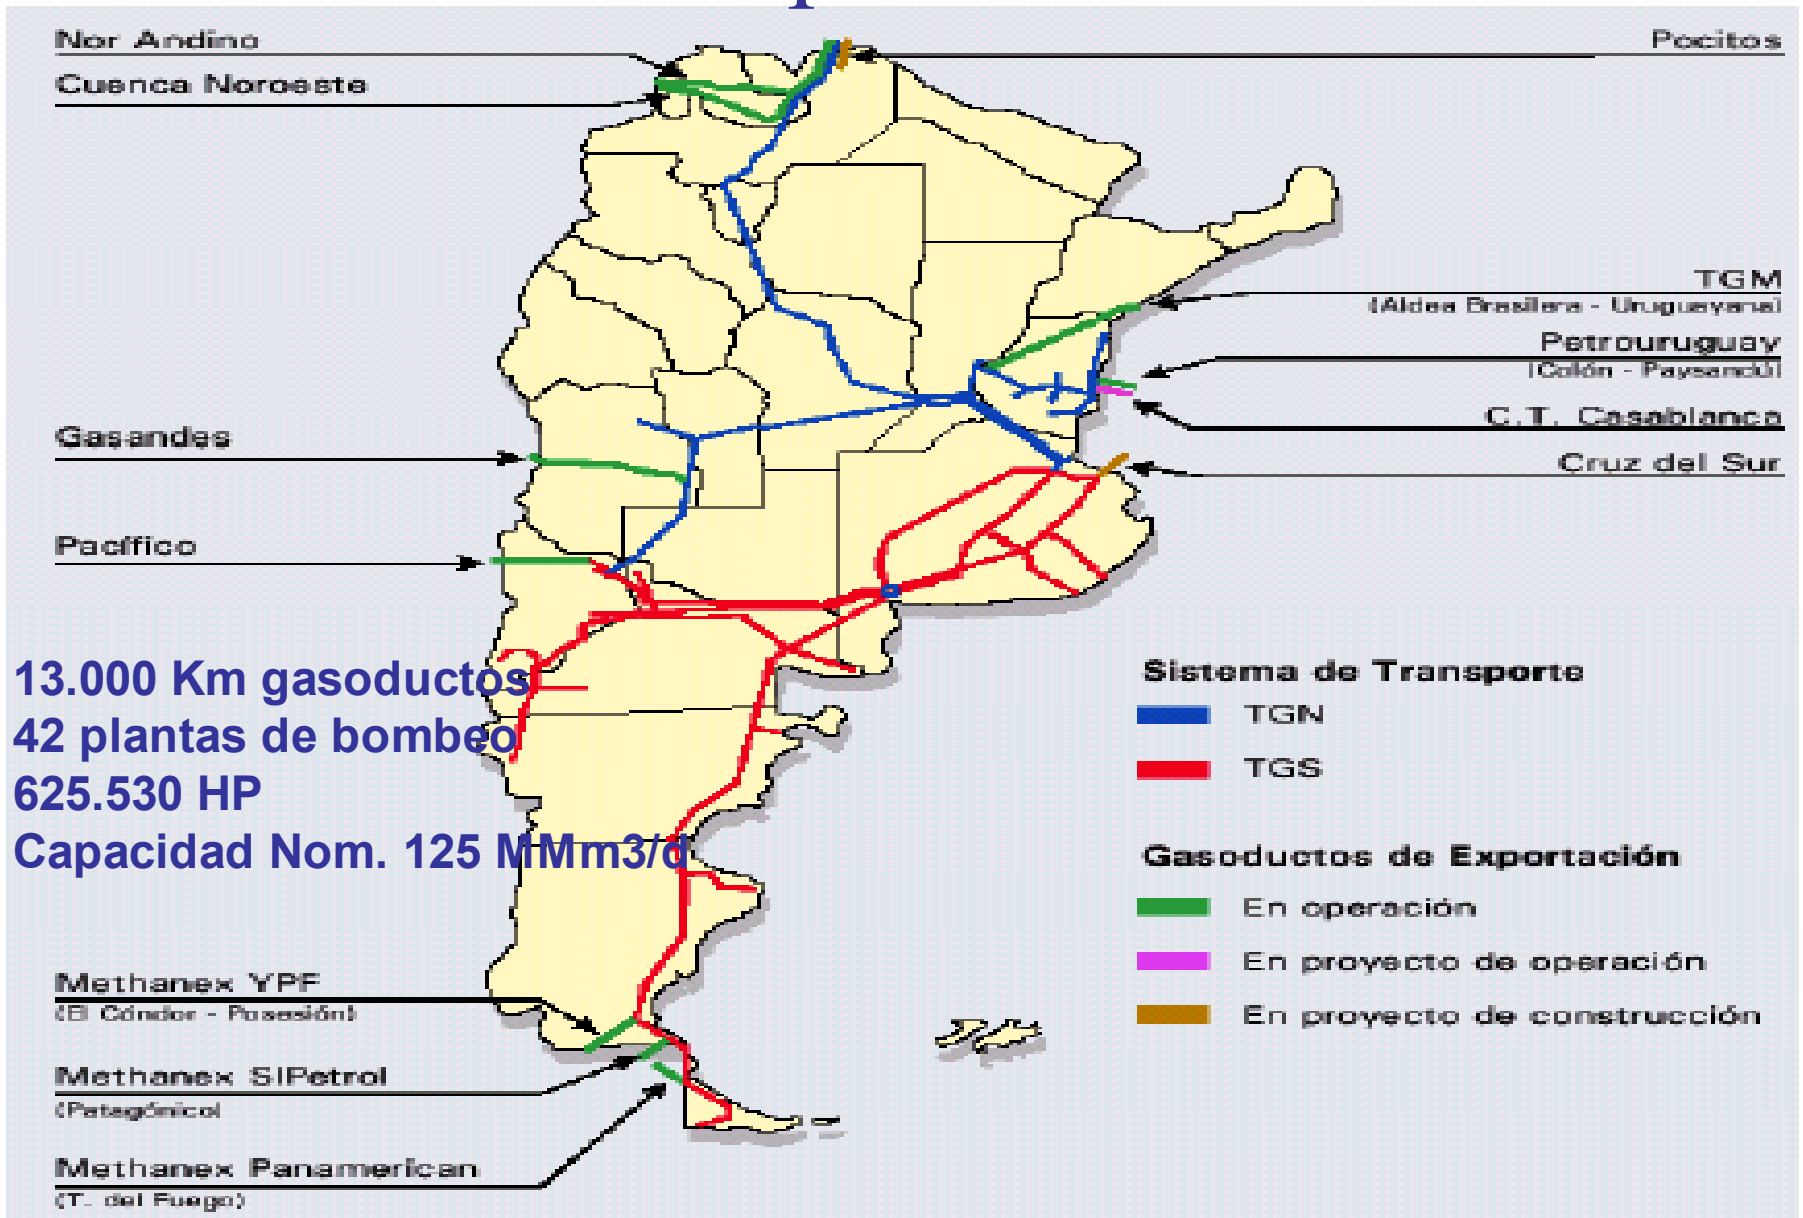 Nor Andino
Cuenca Noroeste
Pocitos
TGM
(Aldea Brasilera - Uruguayana)
Petrouruguay
(Colón - Paysandú)
C.T. Casablanca
Cruz del Sur
Gasandes
Pacífico
13.000 Km gasoductos
42 plantas de bombeo
625.530 HP
Capacidad Nom. 125 MMm3/d
Sistema de Transporte
TGN
TGS
Gasoductos de Exportación
En operación
En proyecto de operación
En proyecto de construcción
Methanex YPF
(El Cóndor - Posesión)
Methanex SIPetrol
(Patagónico)
Methanex Panamerican
(T. del Fuego)